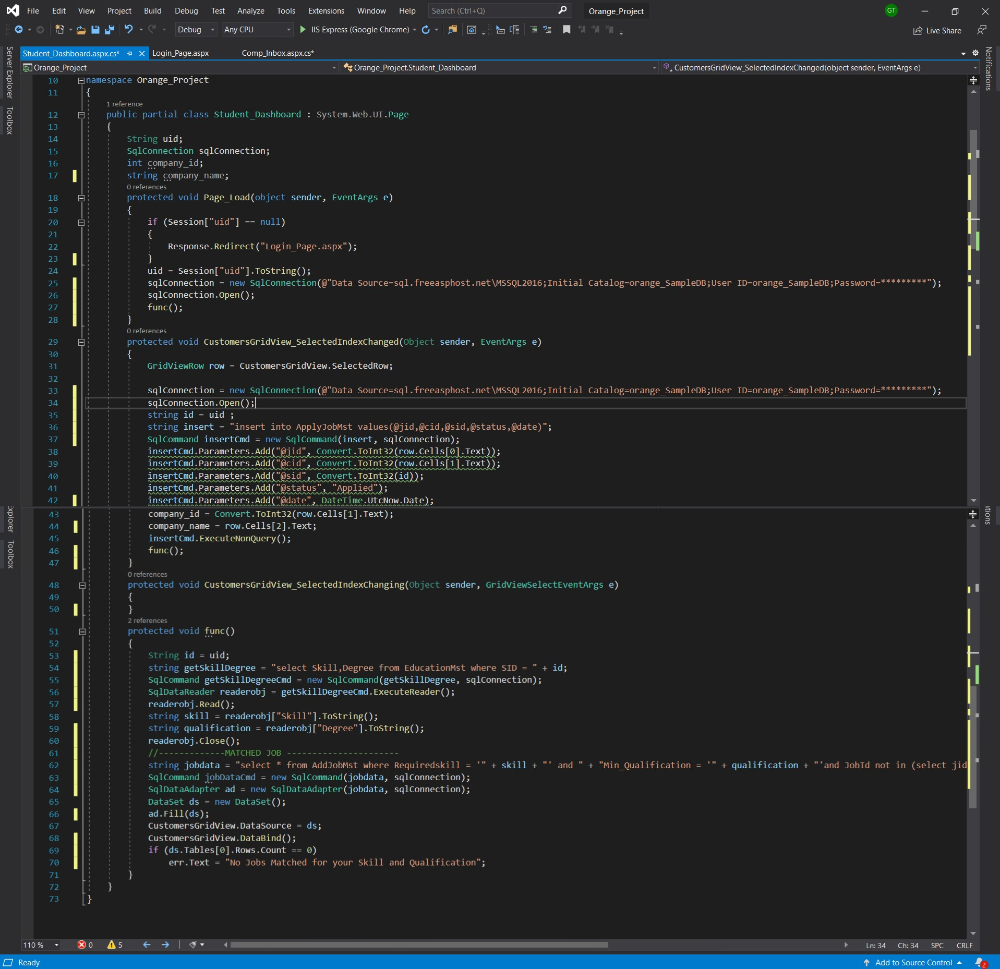 File Edit View Project Build Debug Test Analyze Tools Extensions Window Help Search (Ctrl+Q) Orange_Project GT
Debug Any CPU IIS Express (Google Chrome) Live Share
Server Explorer
Toolbox
Notifications
Student_Dashboard.aspx.cs* Login_Page.aspx Comp_Inbox.aspx.cs*
Orange_Project Orange_Project.Student_Dashboard CustomersGridView_SelectedIndexChanged(object sender, EventArgs e)
10 namespace Orange_Project
11 {
1 reference
12 public partial class Student_Dashboard : System.Web.UI.Page
13 {
14 String uid;
15 SqlConnection sqlConnection;
16 int company_id;
17 string company_name;
0 references
18 protected void Page_Load(object sender, EventArgs e)
19 {
20 if (Session["uid"] == null)
21 {
22 Response.Redirect("Login_Page.aspx");
23 }
24 uid = Session["uid"].ToString();
25 sqlConnection = new SqlConnection(@"Data Source=sql.freeasphost.net\MSSQL2016;Initial Catalog=orange_SampleDB;User ID=orange_SampleDB;Password=*********");
26 sqlConnection.Open();
27 func();
28 }
0 references
29 protected void CustomersGridView_SelectedIndexChanged(Object sender, EventArgs e)
30 {
31 GridViewRow row = CustomersGridView.SelectedRow;
32
33 sqlConnection = new SqlConnection(@"Data Source=sql.freeasphost.net\MSSQL2016;Initial Catalog=orange_SampleDB;User ID=orange_SampleDB;Password=*********");
34 sqlConnection.Open();
35 string id = uid ;
36 string insert = "insert into ApplyJobMst values(@jid,@cid,@sid,@status,@date)";
37 SqlCommand insertCmd = new SqlCommand(insert, sqlConnection);
38 insertCmd.Parameters.Add("@jid", Convert.ToInt32(row.Cells[0].Text));
39 insertCmd.Parameters.Add("@cid", Convert.ToInt32(row.Cells[1].Text));
40 insertCmd.Parameters.Add("@sid", Convert.ToInt32(id));
41 insertCmd.Parameters.Add("@status", "Applied");
42 insertCmd.Parameters.Add("@date", DateTime.UtcNow.Date);
43 company_id = Convert.ToInt32(row.Cells[1].Text);
44 company_name = row.Cells[2].Text;
45 insertCmd.ExecuteNonQuery();
46 func();
47 }
0 references
48 protected void CustomersGridView_SelectedIndexChanging(Object sender, GridViewSelectEventArgs e)
49 {
50 }
2 references
51 protected void func()
52 {
53 String id = uid;
54 string getSkillDegree = "select Skill,Degree from EducationMst where SID = " + id;
55 SqlCommand getSkillDegreeCmd = new SqlCommand(getSkillDegree, sqlConnection);
56 SqlDataReader readerobj = getSkillDegreeCmd.ExecuteReader();
57 readerobj.Read();
58 string skill = readerobj["Skill"].ToString();
59 string qualification = readerobj["Degree"].ToString();
60 readerobj.Close();
61 //-------------MATCHED JOB ----------------------
62 string jobdata = "select * from AddJobMst where Requiredskill = '" + skill + "' and " + "Min_Qualification = '" + qualification + "'and JobId not in (select jid
63 SqlCommand jobDataCmd = new SqlCommand(jobdata, sqlConnection);
64 SqlDataAdapter ad = new SqlDataAdapter(jobdata, sqlConnection);
65 DataSet ds = new DataSet();
66 ad.Fill(ds);
67 CustomersGridView.DataSource = ds;
68 CustomersGridView.DataBind();
69 if (ds.Tables[0].Rows.Count == 0)
70 err.Text = "No Jobs Matched for your Skill and Qualification";
71 }
72 }
73 }
xplorer
Toolbox
tions
110 % 0 5 Ln: 34 Ch: 34 SPC CRLF
Ready Add to Source Control 2